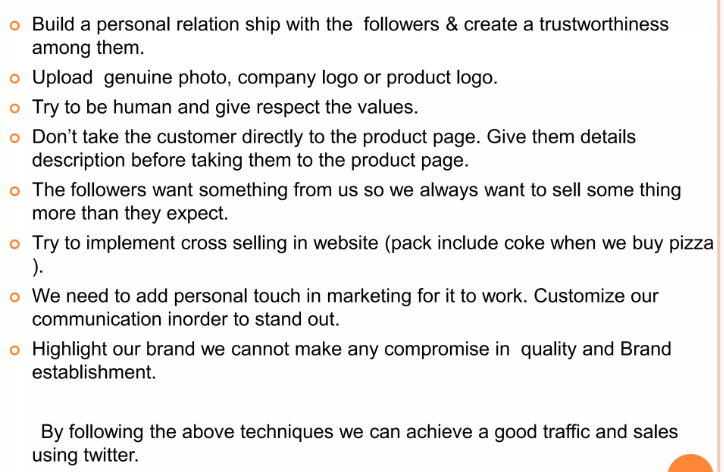 Build a personal relation ship with the  followers & create a trustworthiness
among them.
Upload  genuine photo, company logo or product logo.
Try to be human and give respect the values.
Don’t take the customer directly to the product page. Give them details
description before taking them to the product page.
The followers want something from us so we always want to sell some thing
more than they expect.
Try to implement cross selling in website (pack include coke when we buy pizza
).
We need to add personal touch in marketing for it to work. Customize our
communication inorder to stand out.
Highlight our brand we cannot make any compromise in  quality and Brand
establishment.
By following the above techniques we can achieve a good traffic and sales
using twitter.